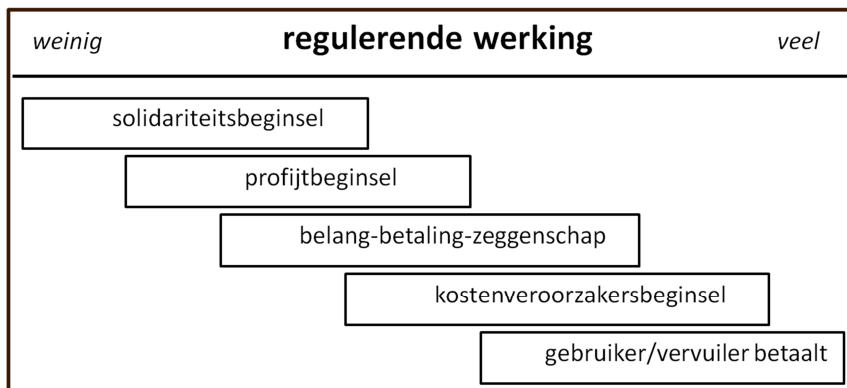 weinig regulerende werking veel
solidariteitsbeginsel
profijtbeginsel
belang-betaling-zeggenschap
kostenveroorzakersbeginsel
gebruiker/vervuiler betaalt